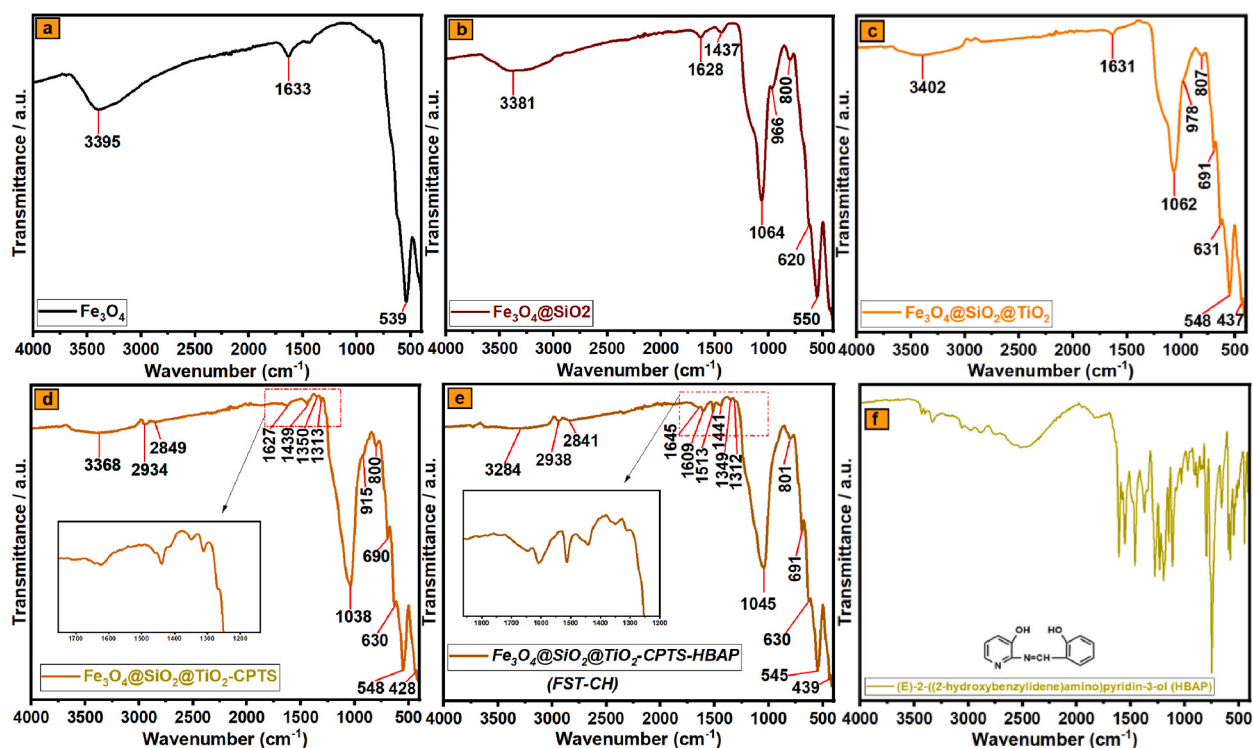 a
Transmittance / a.u.
3395
1633
539
Fe₃O₄
4000 3500 3000 2500 2000 1500 1000 500
Wavenumber (cm⁻¹)
b
Transmittance / a.u.
3381
1628
1437
1064
966
800
620
550
Fe₃O₄@SiO2
4000 3500 3000 2500 2000 1500 1000 500
Wavenumber (cm⁻¹)
c
Transmittance / a.u.
3402
1631
1062
978
807
691
631
548
437
Fe₃O₄@SiO₂@TiO₂
4000 3500 3000 2500 2000 1500 1000 500
Wavenumber (cm⁻¹)
d
Transmittance / a.u.
3368
2934
2849
1627
1439
1350
1313
1038
915
800
690
630
548
428
1700 1600 1500 1400 1300 1200
Fe₃O₄@SiO₂@TiO₂-CPTS
4000 3500 3000 2500 2000 1500 1000 500
Wavenumber (cm⁻¹)
e
Transmittance / a.u.
3284
2938
2841
1645
1609
1513
1441
1349
1312
1045
801
691
630
545
439
1800 1700 1600 1500 1400 1300 1200
Fe₃O₄@SiO₂@TiO₂-CPTS-HBAP
(FST-CH)
4000 3500 3000 2500 2000 1500 1000 500
Wavenumber (cm⁻¹)
f
Transmittance / a.u.
OH
HO
N
N=CH
(E)-2-((2-hydroxybenzylidene)amino)pyridin-3-ol (HBAP)
4000 3500 3000 2500 2000 1500 1000 500
Wavenumber (cm⁻¹)